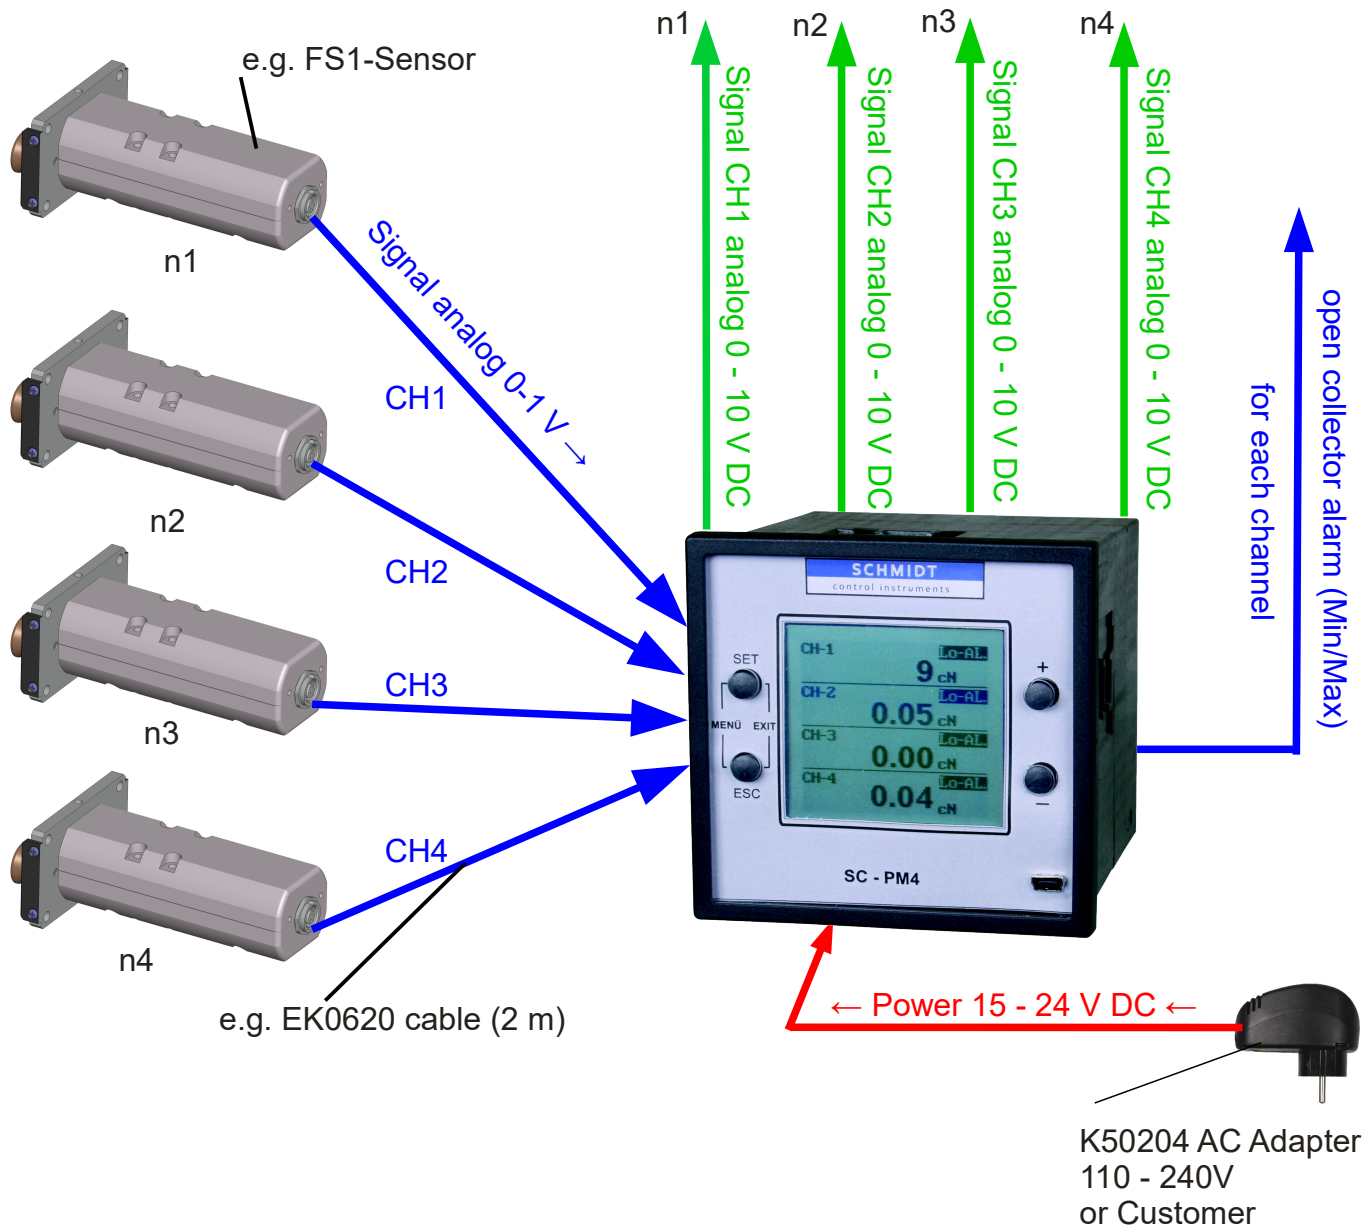 n1
n2
n3
n4
e.g. FS1-Sensor
Signal CH1 analog 0 - 10 V DC
Signal CH2 analog 0 - 10 V DC
Signal CH3 analog 0 - 10 V DC
Signal CH4 analog 0 - 10 V DC
open collector alarm (Min/Max)
for each channel
n1
Signal analog 0-1 V →
CH1
n2
CH2
n3
CH3
n4
CH4
e.g. EK0620 cable (2 m)
SCHMIDT
control instruments
SET
MENÜ EXIT
ESC
CH-1 Lo-AL.
9 cN
CH-2 Lo-AL.
0.05 cN
CH-3 Lo-AL.
0.00 cN
CH-4 Lo-AL.
0.04 cN
+
–
SC - PM4
← Power 15 - 24 V DC ←
K50204 AC Adapter
110 - 240V
or Customer